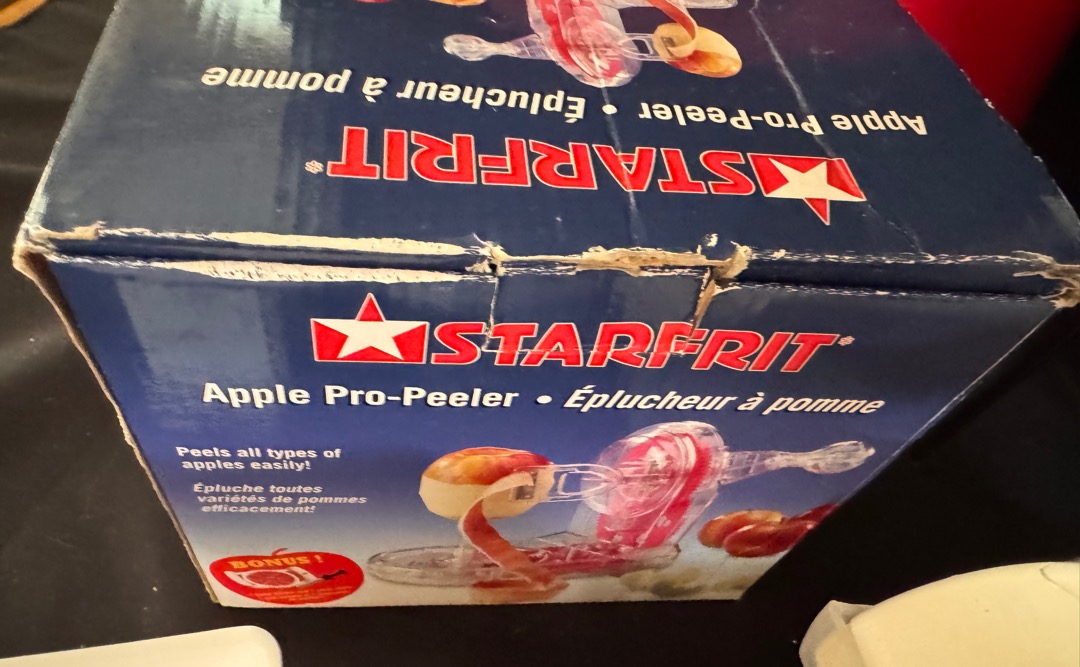 Apple Pro-Peeler • Éplucheur à pomme
STARFRIT
STARFRIT
Apple Pro-Peeler • Éplucheur à pomme
Peels all types of
apples easily!
Épluche toutes
variétés de pommes
efficacement!
BONUS!